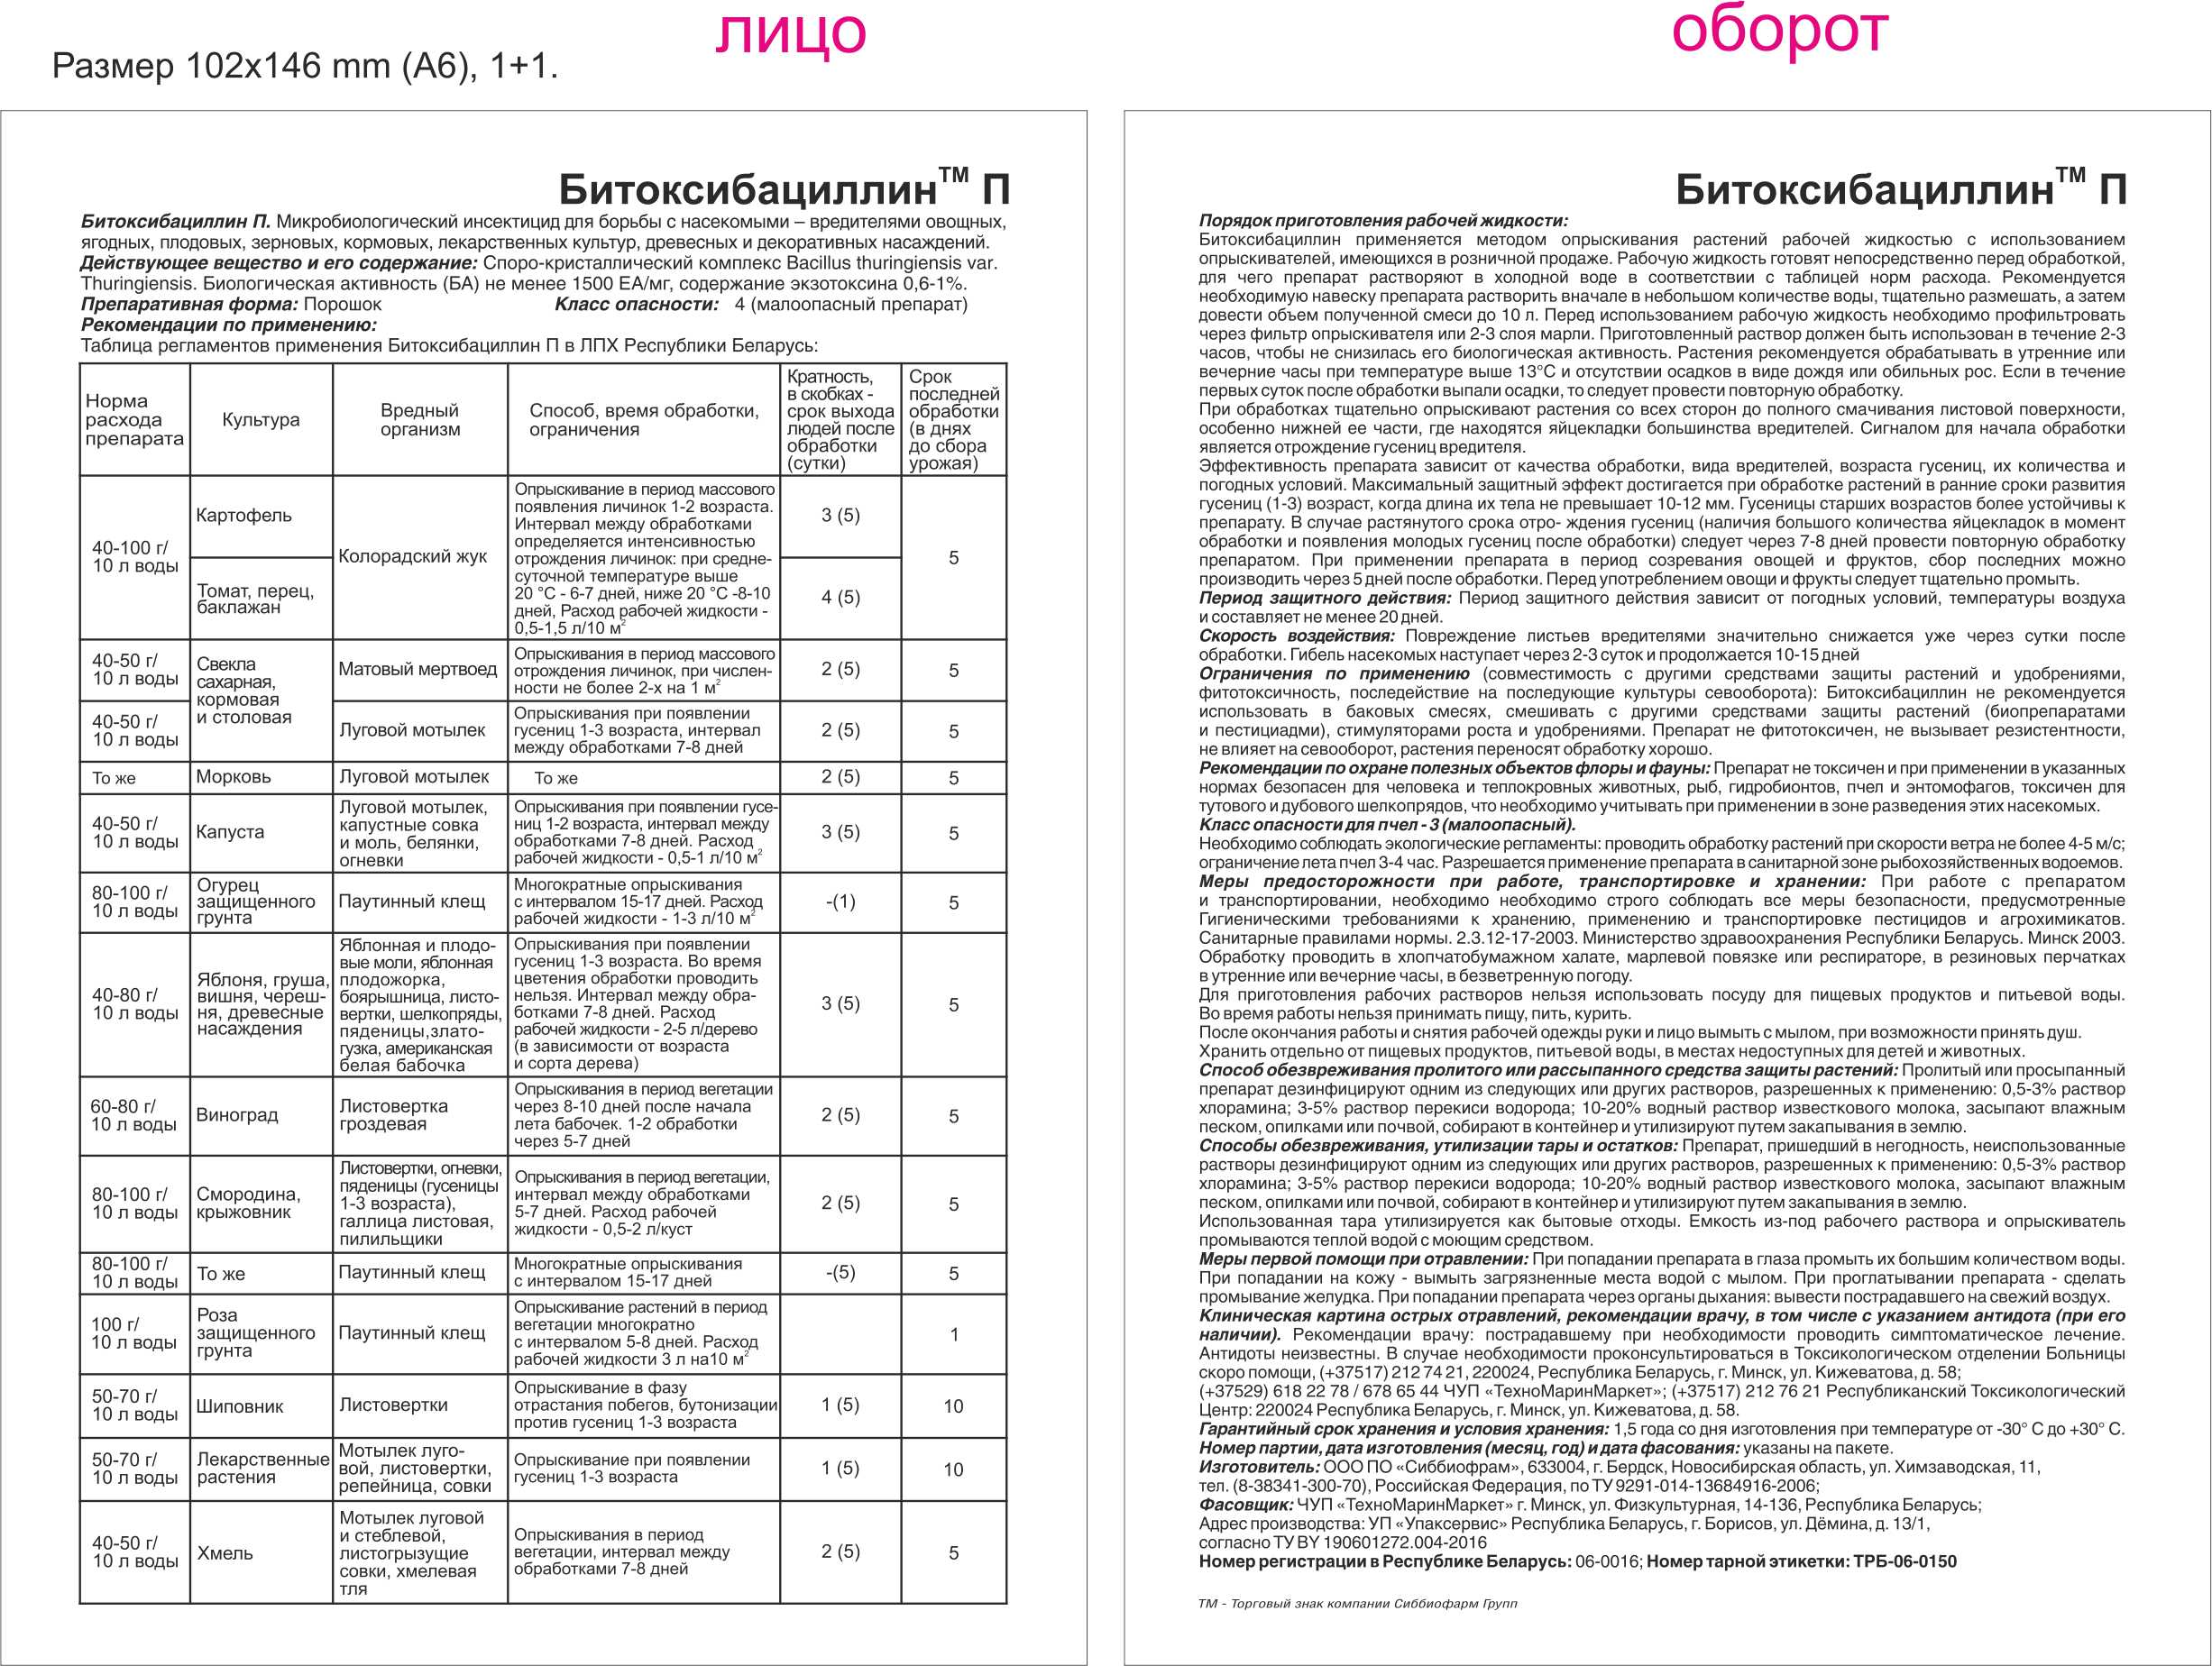 лицо
оборот
Размер 102x146 mm (A6), 1+1.
Битоксибациллин™ П
Битоксибациллин П. Микробиологический инсектицид для борьбы с насекомыми – вредителями овощных,
ягодных, плодовых, зерновых, кормовых, лекарственных культур, древесных и декоративных насаждений.
Действующее вещество и его содержание: Споро-кристаллический комплекс Bacillus thuringiensis var.
Thuringiensis. Биологическая активность (БА) не менее 1500 ЕА/мг, содержание экзотоксина 0,6-1%.
Препаративная форма: Порошок Класс опасности: 4 (малоопасный препарат)
Рекомендации по применению:
Таблица регламентов применения Битоксибациллин П в ЛПХ Республики Беларусь:
Норма
расхода
препарата
Культура
Вредный
организм
Способ, время обработки,
ограничения
Кратность,
в скобках -
срок выхода
людей после
обработки
(сутки)
Срок
последней
обработки
(в днях
до сбора
урожая)
40-100 г/
10 л воды
Картофель
Томат, перец,
баклажан
Колорадский жук
Опрыскивание в период массового
появления личинок 1-2 возраста.
Интервал между обработками
определяется интенсивностью
отрождения личинок: при средне-
суточной температуре выше
20 °С - 6-7 дней, ниже 20 °С -8-10
дней, Расход рабочей жидкости -
0,5-1,5 л/10 м²
3 (5)
4 (5)
5
40-50 г/
10 л воды
Свекла
сахарная,
кормовая
и столовая
Матовый мертвоед
Опрыскивания в период массового
отрождения личинок, при числен-
ности не более 2-х на 1 м²
2 (5)
5
40-50 г/
10 л воды
Луговой мотылек
Опрыскивания при появлении
гусениц 1-3 возраста, интервал
между обработками 7-8 дней
2 (5)
5
То же
Морковь
Луговой мотылек
То же
2 (5)
5
40-50 г/
10 л воды
Капуста
Луговой мотылек,
капустные совка
и моль, белянки,
огневки
Опрыскивания при появлении гусе-
ниц 1-2 возраста, интервал между
обработками 7-8 дней. Расход
рабочей жидкости - 0,5-1 л/10 м²
3 (5)
5
80-100 г/
10 л воды
Огурец
защищенного
грунта
Паутинный клещ
Многократные опрыскивания
с интервалом 15-17 дней. Расход
рабочей жидкости - 1-3 л/10 м²
-(1)
5
40-80 г/
10 л воды
Яблоня, груша,
вишня, череш-
ня, древесные
насаждения
Яблонная и плодо-
вые моли, яблонная
плодожорка,
боярышница, листо-
вертки, шелкопряды,
пяденицы,злато-
гузка, американская
белая бабочка
Опрыскивания при появлении
гусениц 1-3 возраста. Во время
цветения обработки проводить
нельзя. Интервал между обра-
ботками 7-8 дней. Расход
рабочей жидкости - 2-5 л/дерево
(в зависимости от возраста
и сорта дерева)
3 (5)
5
60-80 г/
10 л воды
Виноград
Листовертка
гроздевая
Опрыскивания в период вегетации
через 8-10 дней после начала
лета бабочек. 1-2 обработки
через 5-7 дней
2 (5)
5
80-100 г/
10 л воды
Смородина,
крыжовник
Листовертки, огневки,
пяденицы (гусеницы
1-3 возраста),
галлица листовая,
пилильщики
Опрыскивания в период вегетации,
интервал между обработками
5-7 дней. Расход рабочей
жидкости - 0,5-2 л/куст
2 (5)
5
80-100 г/
10 л воды
То же
Паутинный клещ
Многократные опрыскивания
с интервалом 15-17 дней
-(5)
5
100 г/
10 л воды
Роза
защищенного
грунта
Паутинный клещ
Опрыскивание растений в период
вегетации многократно
с интервалом 5-8 дней. Расход
рабочей жидкости 3 л на10 м²
1
50-70 г/
10 л воды
Шиповник
Листовертки
Опрыскивание в фазу
отрастания побегов, бутонизации
против гусениц 1-3 возраста
1 (5)
10
50-70 г/
10 л воды
Лекарственные
растения
Мотылек луго-
вой, листовертки,
репейница, совки
Опрыскивание при появлении
гусениц 1-3 возраста
1 (5)
10
40-50 г/
10 л воды
Хмель
Мотылек луговой
и стеблевой,
листогрызущие
совки, хмелевая
тля
Опрыскивания в период
вегетации, интервал между
обработками 7-8 дней
2 (5)
5
Битоксибациллин™ П
Порядок приготовления рабочей жидкости:
Битоксибациллин применяется методом опрыскивания растений рабочей жидкостью с использованием
опрыскивателей, имеющихся в розничной продаже. Рабочую жидкость готовят непосредственно перед обработкой,
для чего препарат растворяют в холодной воде в соответствии с таблицей норм расхода. Рекомендуется
необходимую навеску препарата растворить вначале в небольшом количестве воды, тщательно размешать, а затем
довести объем полученной смеси до 10 л. Перед использованием рабочую жидкость необходимо профильтровать
через фильтр опрыскивателя или 2-3 слоя марли. Приготовленный раствор должен быть использован в течение 2-3
часов, чтобы не снизилась его биологическая активность. Растения рекомендуется обрабатывать в утренние или
вечерние часы при температуре выше 13°С и отсутствии осадков в виде дождя или обильных рос. Если в течение
первых суток после обработки выпали осадки, то следует провести повторную обработку.
При обработках тщательно опрыскивают растения со всех сторон до полного смачивания листовой поверхности,
особенно нижней ее части, где находятся яйцекладки большинства вредителей. Сигналом для начала обработки
является отрождение гусениц вредителя.
Эффективность препарата зависит от качества обработки, вида вредителей, возраста гусениц, их количества и
погодных условий. Максимальный защитный эффект достигается при обработке растений в ранние сроки развития
гусениц (1-3) возраст, когда длина их тела не превышает 10-12 мм. Гусеницы старших возрастов более устойчивы к
препарату. В случае растянутого срока отро- ждения гусениц (наличия большого количества яйцекладок в момент
обработки и появления молодых гусениц после обработки) следует через 7-8 дней провести повторную обработку
препаратом. При применении препарата в период созревания овощей и фруктов, сбор последних можно
производить через 5 дней после обработки. Перед употреблением овощи и фрукты следует тщательно промыть.
Период защитного действия: Период защитного действия зависит от погодных условий, температуры воздуха
и составляет не менее 20 дней.
Скорость воздействия: Повреждение листьев вредителями значительно снижается уже через сутки после
обработки. Гибель насекомых наступает через 2-3 суток и продолжается 10-15 дней
Ограничения по применению (совместимость с другими средствами защиты растений и удобрениями,
фитотоксичность, последействие на последующие культуры севооборота): Битоксибациллин не рекомендуется
использовать в баковых смесях, смешивать с другими средствами защиты растений (биопрепаратами
и пестициадми), стимуляторами роста и удобрениями. Препарат не фитотоксичен, не вызывает резистентности,
не влияет на севооборот, растения переносят обработку хорошо.
Рекомендации по охране полезных объектов флоры и фауны: Препарат не токсичен и при применении в указанных
нормах безопасен для человека и теплокровных животных, рыб, гидробионтов, пчел и энтомофагов, токсичен для
тутового и дубового шелкопрядов, что необходимо учитывать при применении в зоне разведения этих насекомых.
Класс опасности для пчел - 3 (малоопасный).
Необходимо соблюдать экологические регламенты: проводить обработку растений при скорости ветра не более 4-5 м/с;
ограничение лета пчел 3-4 час. Разрешается применение препарата в санитарной зоне рыбохозяйственных водоемов.
Меры предосторожности при работе, транспортировке и хранении: При работе с препаратом
и транспортировании, необходимо необходимо строго соблюдать все меры безопасности, предусмотренные
Гигиеническими требованиями к хранению, применению и транспортировке пестицидов и агрохимикатов.
Санитарные правилами нормы. 2.3.12-17-2003. Министерство здравоохранения Республики Беларусь. Минск 2003.
Обработку проводить в хлопчатобумажном халате, марлевой повязке или респираторе, в резиновых перчатках
в утренние или вечерние часы, в безветренную погоду.
Для приготовления рабочих растворов нельзя использовать посуду для пищевых продуктов и питьевой воды.
Во время работы нельзя принимать пищу, пить, курить.
После окончания работы и снятия рабочей одежды руки и лицо вымыть с мылом, при возможности принять душ.
Хранить отдельно от пищевых продуктов, питьевой воды, в местах недоступных для детей и животных.
Способ обезвреживания пролитого или рассыпанного средства защиты растений: Пролитый или просыпанный
препарат дезинфицируют одним из следующих или других растворов, разрешенных к применению: 0,5-3% раствор
хлорамина; 3-5% раствор перекиси водорода; 10-20% водный раствор известкового молока, засыпают влажным
песком, опилками или почвой, собирают в контейнер и утилизируют путем закапывания в землю.
Способы обезвреживания, утилизации тары и остатков: Препарат, пришедший в негодность, неиспользованные
растворы дезинфицируют одним из следующих или других растворов, разрешенных к применению: 0,5-3% раствор
хлорамина; 3-5% раствор перекиси водорода; 10-20% водный раствор известкового молока, засыпают влажным
песком, опилками или почвой, собирают в контейнер и утилизируют путем закапывания в землю.
Использованная тара утилизируется как бытовые отходы. Емкость из-под рабочего раствора и опрыскиватель
промываются теплой водой с моющим средством.
Меры первой помощи при отравлении: При попадании препарата в глаза промыть их большим количеством воды.
При попадании на кожу - вымыть загрязненные места водой с мылом. При проглатывании препарата - сделать
промывание желудка. При попадании препарата через органы дыхания: вывести пострадавшего на свежий воздух.
Клиническая картина острых отравлений, рекомендации врачу, в том числе с указанием антидота (при его
наличии). Рекомендации врачу: пострадавшему при необходимости проводить симптоматическое лечение.
Антидоты неизвестны. В случае необходимости проконсультироваться в Токсикологическом отделении Больницы
скоро помощи, (+37517) 212 74 21, 220024, Республика Беларусь, г. Минск, ул. Кижеватова, д. 58;
(+37529) 618 22 78 / 678 65 44 ЧУП «ТехноМаринМаркет»; (+37517) 212 76 21 Республиканский Токсикологический
Центр: 220024 Республика Беларусь, г. Минск, ул. Кижеватова, д. 58.
Гарантийный срок хранения и условия хранения: 1,5 года со дня изготовления при температуре от -30° С до +30° С.
Номер партии, дата изготовления (месяц, год) и дата фасования: указаны на пакете.
Изготовитель: ООО ПО «Сиббиофрам», 633004, г. Бердск, Новосибирская область, ул. Химзаводская, 11,
тел. (8-38341-300-70), Российская Федерация, по ТУ 9291-014-13684916-2006;
Фасовщик: ЧУП «ТехноМаринМаркет» г. Минск, ул. Физкультурная, 14-136, Республика Беларусь;
Адрес производства: УП «Упаксервис» Республика Беларусь, г. Борисов, ул. Дёмина, д. 13/1,
согласно ТУ BY 190601272.004-2016
Номер регистрации в Республике Беларусь: 06-0016; Номер тарной этикетки: ТРБ-06-0150
ТМ - Торговый знак компании Сиббиофарм Групп